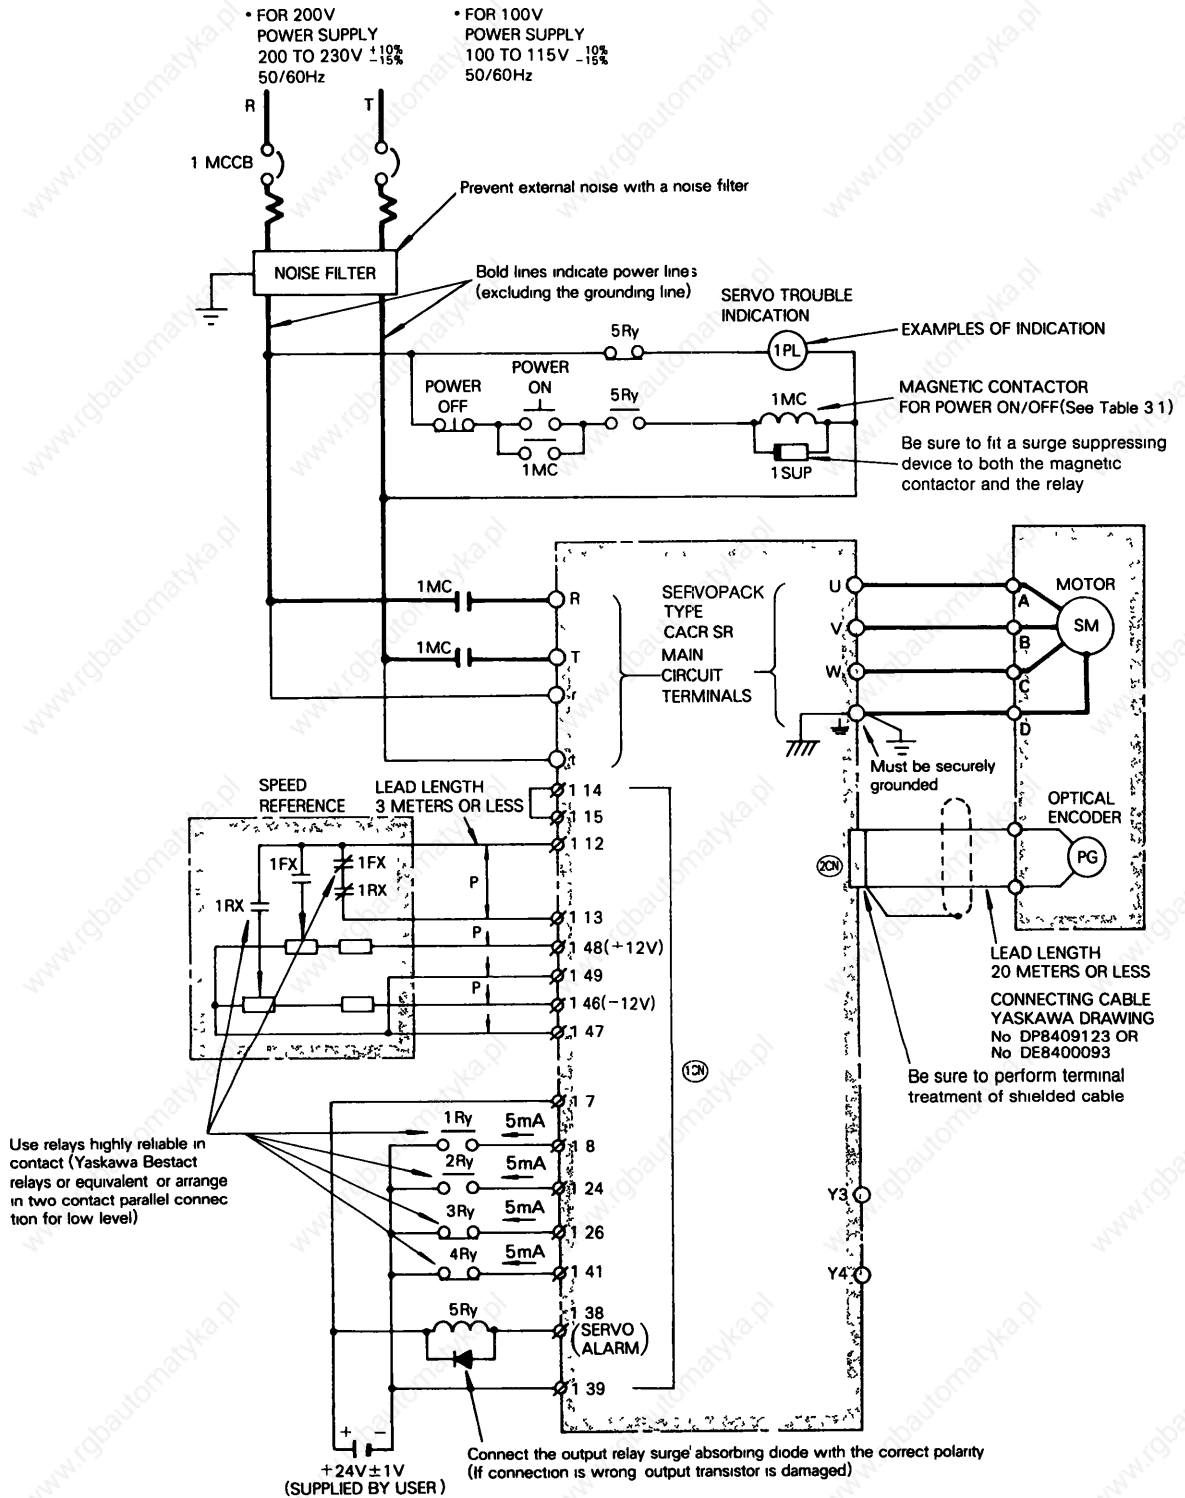 • FOR 200V
POWER SUPPLY
200 TO 230V +10% -15%
50/60Hz
• FOR 100V
POWER SUPPLY
100 TO 115V 10% -15%
50/60Hz
R
T
1 MCCB
Prevent external noise with a noise filter
NOISE FILTER
Bold lines indicate power lines
(excluding the grounding line)
SERVO TROUBLE
INDICATION
5Ry
1PL
EXAMPLES OF INDICATION
POWER
OFF
POWER
ON
5Ry
1MC
1MC
1SUP
MAGNETIC CONTACTOR
FOR POWER ON/OFF(See Table 3 1)
Be sure to fit a surge suppressing
device to both the magnetic
contactor and the relay
1MC
R
1MC
T
r
t
SERVOPACK
TYPE
CACR SR
MAIN
CIRCUIT
TERMINALS
U
V
W
A
B
C
D
MOTOR
SM
Must be securely
grounded
SPEED
REFERENCE
LEAD LENGTH
3 METERS OR LESS
1 14
1 15
1 12
1FX
1FX
1RX
1RX
P
1 13
P
1 48(+12V)
1 49
P
1 46(-12V)
1 47
1CN
2CN
OPTICAL
ENCODER
PG
LEAD LENGTH
20 METERS OR LESS
CONNECTING CABLE
YASKAWA DRAWING
No DP8409123 OR
No DE8400093
Be sure to perform terminal
treatment of shielded cable
Use relays highly reliable in
contact (Yaskawa Bestact
relays or equivalent or arrange
in two contact parallel connec
tion for low level)
1 7
1Ry
5mA
1 8
2Ry
5mA
1 24
3Ry
5mA
1 26
4Ry
5mA
1 41
Y3
Y4
5Ry
1 38
(SERVO
ALARM)
1 39
+ −
+24V±1V
(SUPPLIED BY USER)
Connect the output relay surge absorbing diode with the correct polarity
(If connection is wrong output transistor is damaged)
www.rgbautomatyka.pl